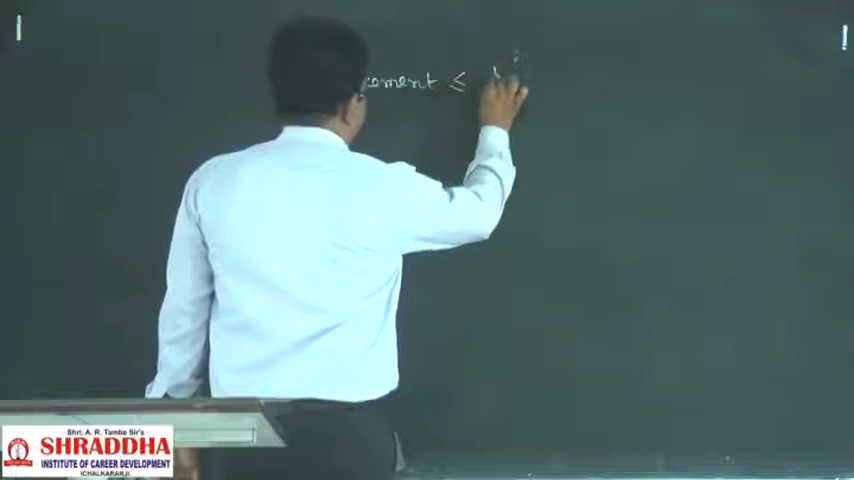 cement ≤
Shri. A. R. Tambe Sir's
SHRADDHA
INSTITUTE OF CAREER DEVELOPMENT,
ICHALKARANJI